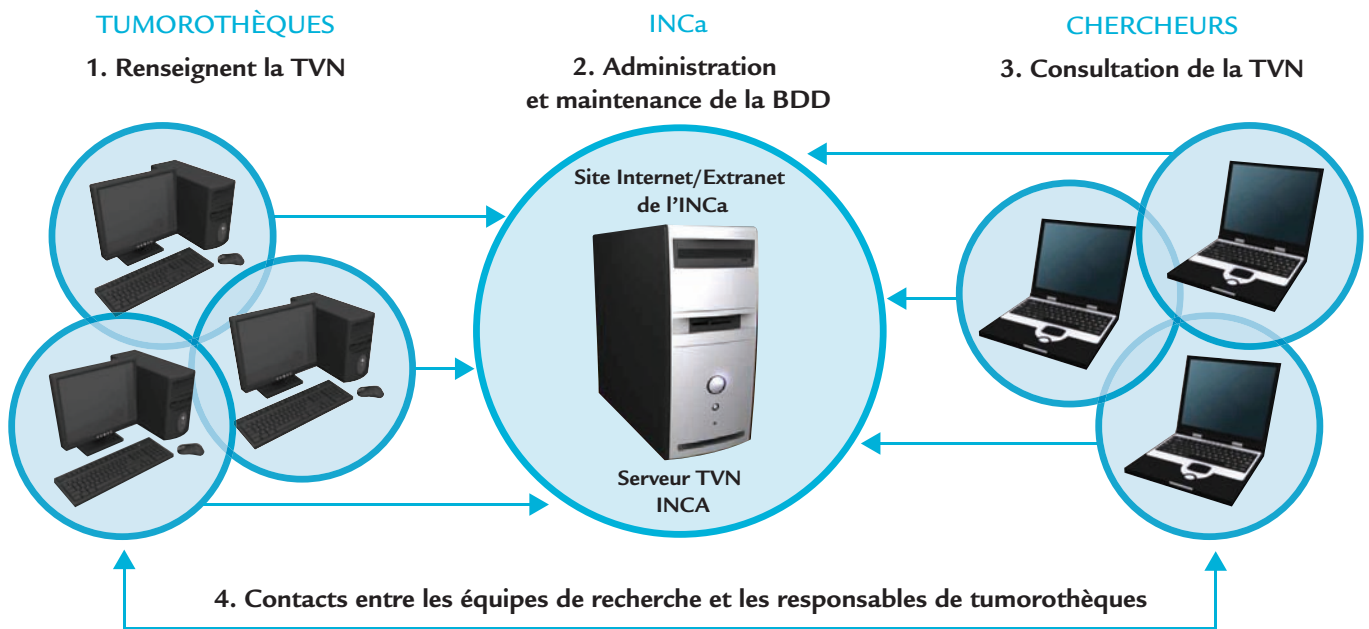 TUMOROTHÈQUES
1. Renseignent la TVN
INCa
2. Administration
et maintenance de la BDD
CHERCHEURS
3. Consultation de la TVN
Site Internet/Extranet
de l'INCa
Serveur TVN
INCA
4. Contacts entre les équipes de recherche et les responsables de tumorothèques